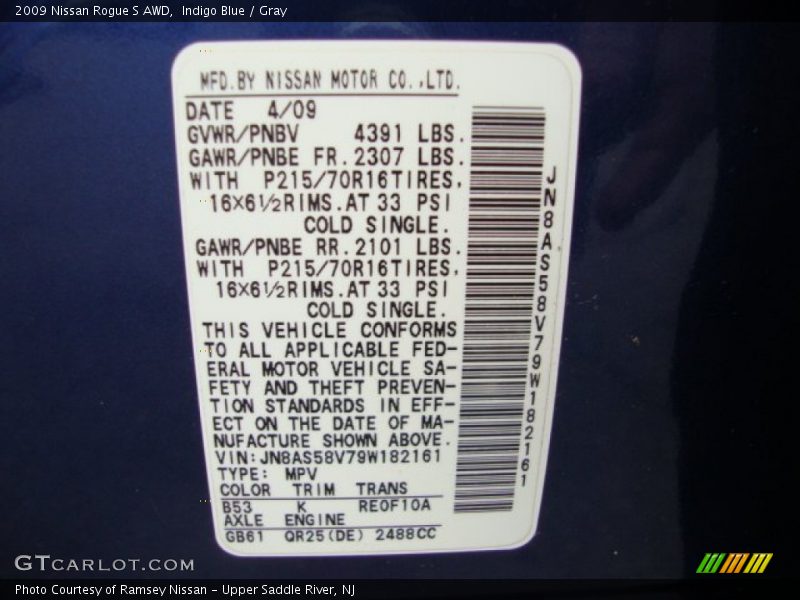 2009 Nissan Rogue S AWD, Indigo Blue / Gray
MFD.BY NISSAN MOTOR CO.,LTD.
DATE 4/09
GVWR/PNBV 4391 LBS.
GAWR/PNBE FR.2307 LBS.
WITH P215/70R16TIRES,
16×6½RIMS.AT 33 PSI
COLD SINGLE.
GAWR/PNBE RR.2101 LBS.
WITH P215/70R16TIRES,
16×6½RIMS.AT 33 PSI
COLD SINGLE.
THIS VEHICLE CONFORMS
TO ALL APPLICABLE FED-
ERAL MOTOR VEHICLE SA-
FETY AND THEFT PREVEN-
TION STANDARDS IN EFF-
ECT ON THE DATE OF MA-
NUFACTURE SHOWN ABOVE.
VIN:JN8AS58V79W182161
TYPE: MPV
COLOR TRIM TRANS
B53 K RE0F10A
AXLE ENGINE
GB61 QR25(DE) 2488CC
JN8AS58V79W182161
GTCARLOT.COM
Photo Courtesy of Ramsey Nissan - Upper Saddle River, NJ